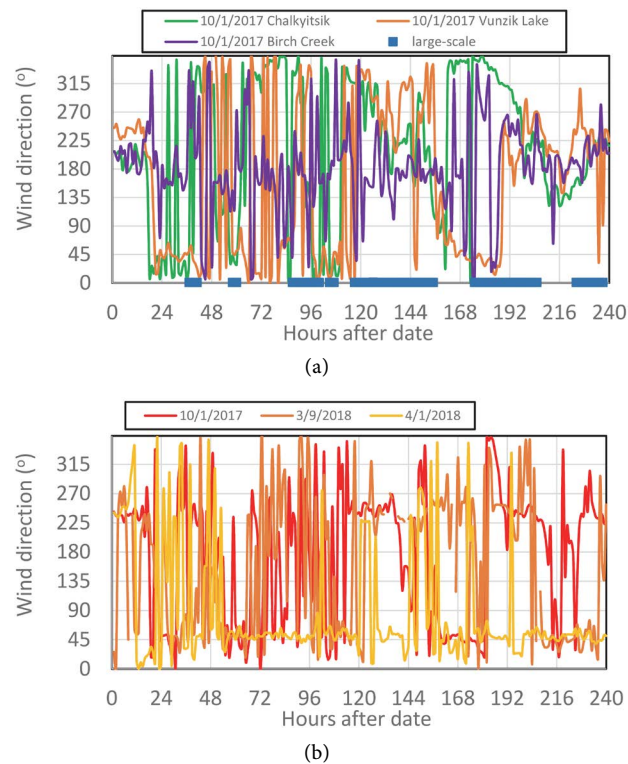 10/1/2017 Chalkyitsik 10/1/2017 Vunzik Lake
10/1/2017 Birch Creek large-scale
Wind direction (º)
315
270
225
180
135
90
45
0
0 24 48 72 96 120 144 168 192 216 240
Hours after date
(a)
10/1/2017 3/9/2018 4/1/2018
Wind direction (º)
315
270
225
180
135
90
45
0
0 24 48 72 96 120 144 168 192 216 240
Hours after date
(b)